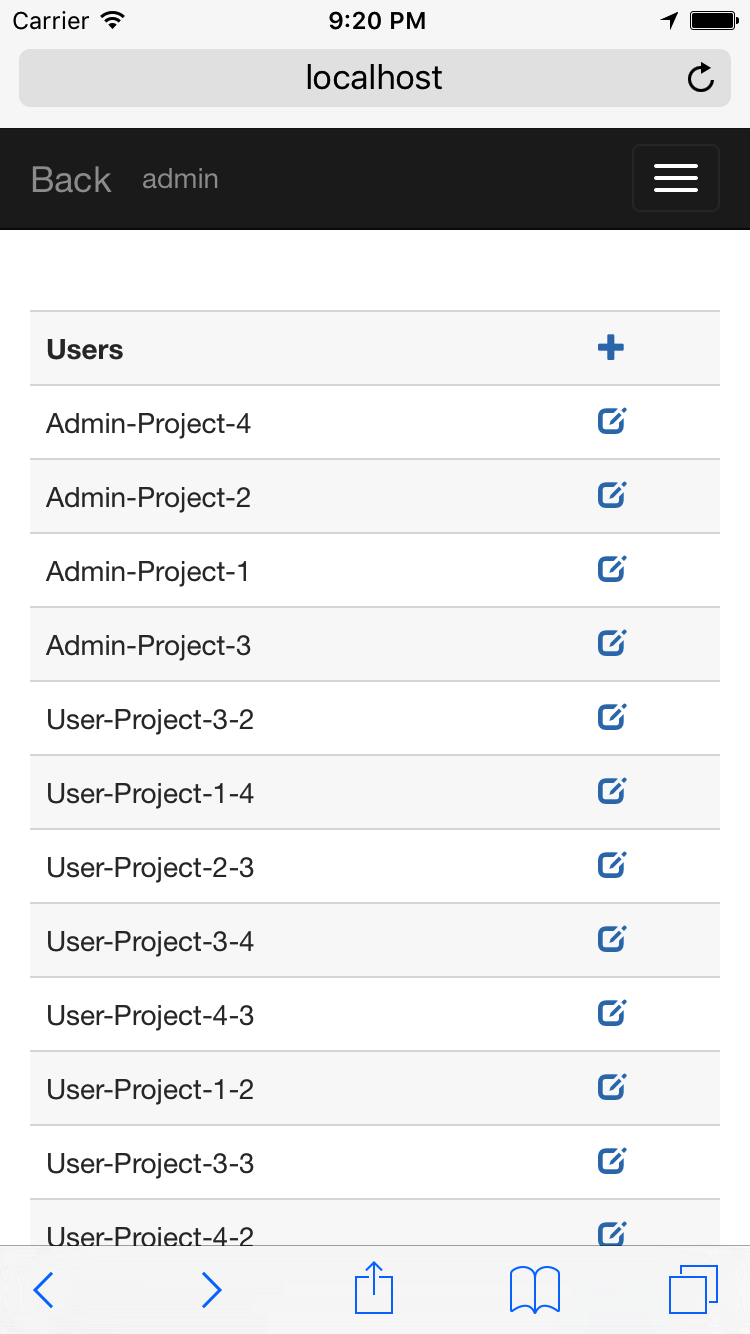 Carrier 9:20 PM
localhost
Back admin
Users
Admin-Project-4
Admin-Project-2
Admin-Project-1
Admin-Project-3
User-Project-3-2
User-Project-1-4
User-Project-2-3
User-Project-3-4
User-Project-4-3
User-Project-1-2
User-Project-3-3
User-Project-4-2